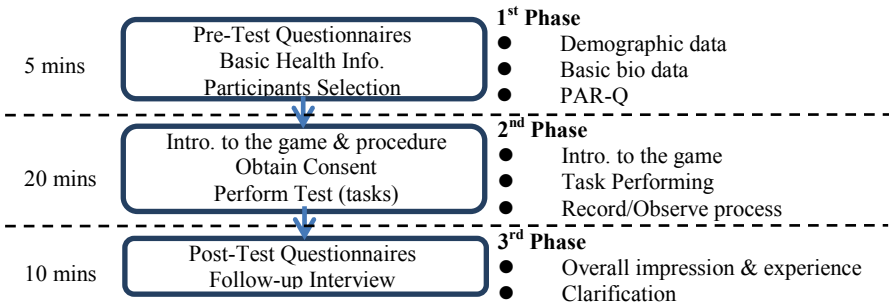 1st Phase
Pre-Test Questionnaires
Basic Health Info.
Participants Selection
5 mins
● Demographic data
● Basic bio data
● PAR-Q
2nd Phase
Intro. to the game & procedure
Obtain Consent
Perform Test (tasks)
20 mins
● Intro. to the game
● Task Performing
● Record/Observe process
3rd Phase
Post-Test Questionnaires
Follow-up Interview
10 mins
● Overall impression & experience
● Clarification